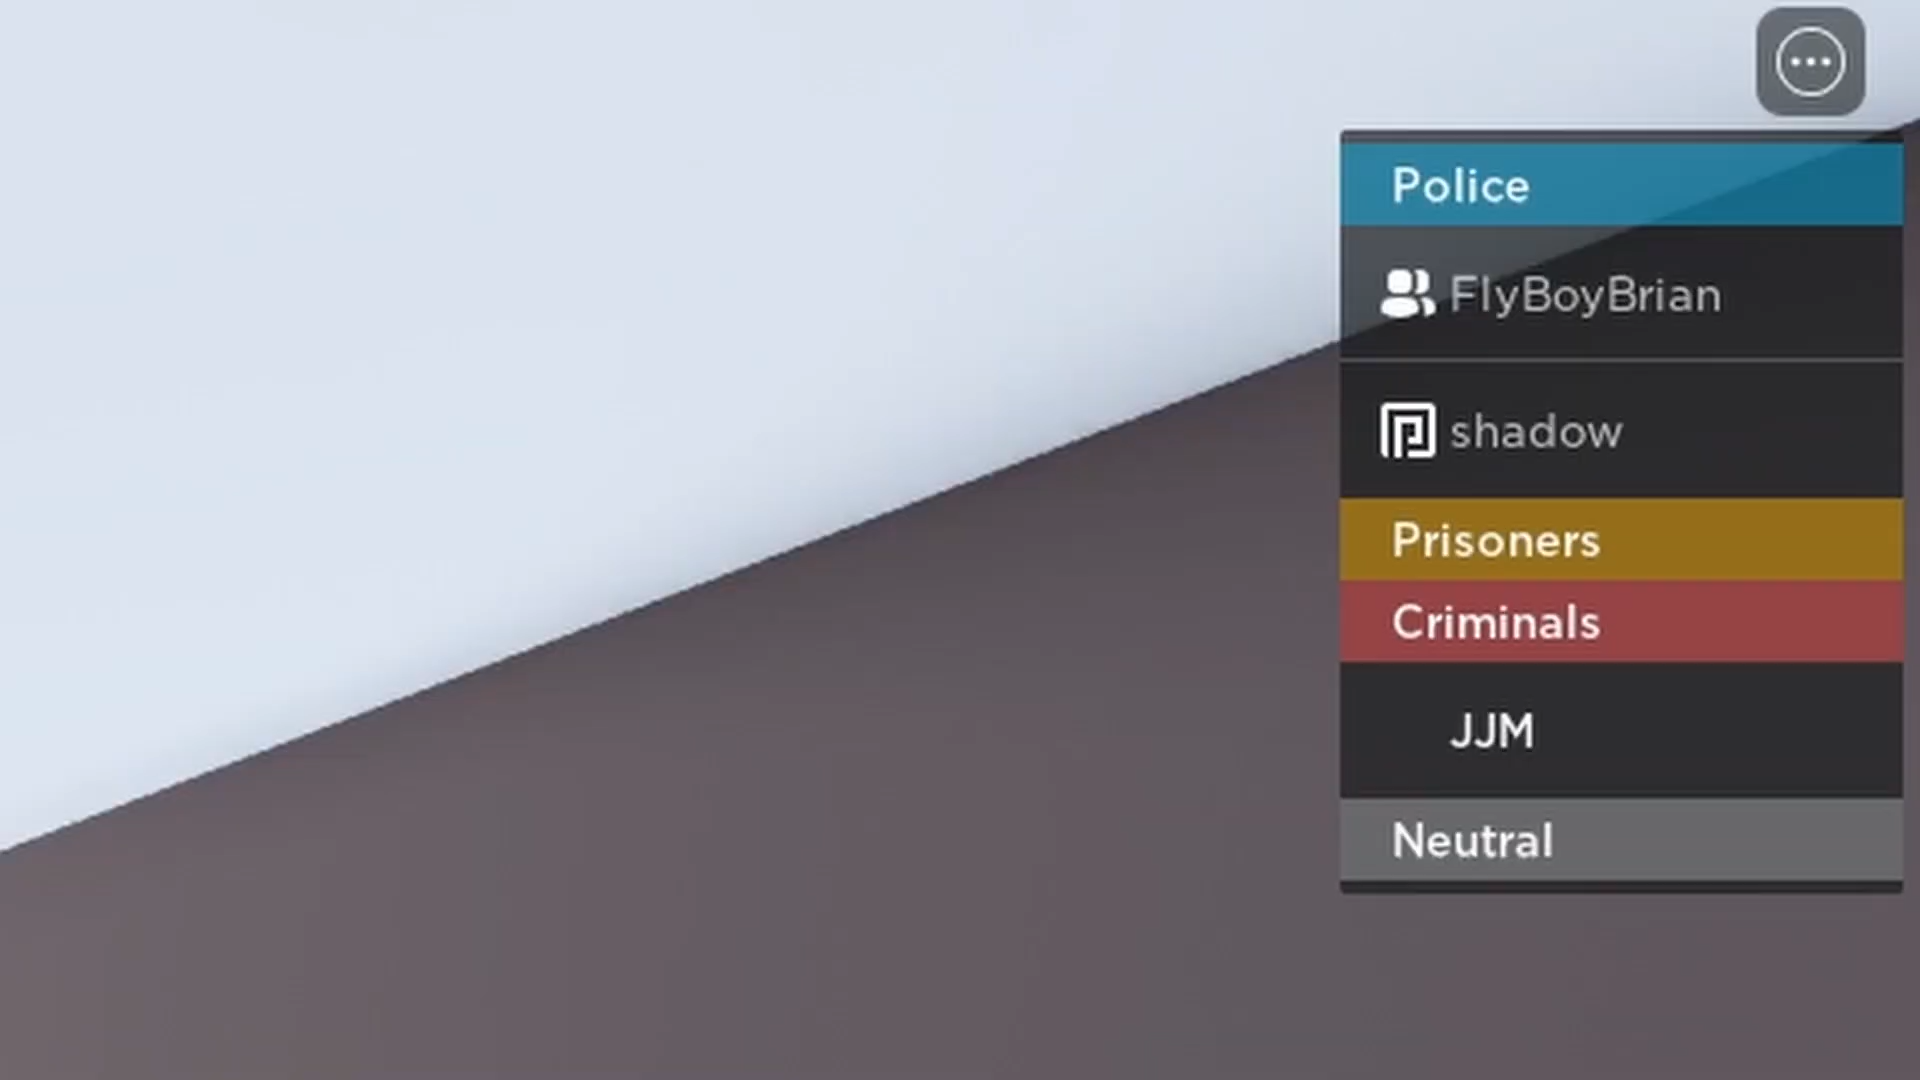 Police
FlyBoyBrian
shadow
Prisoners
Criminals
JJM
Neutral